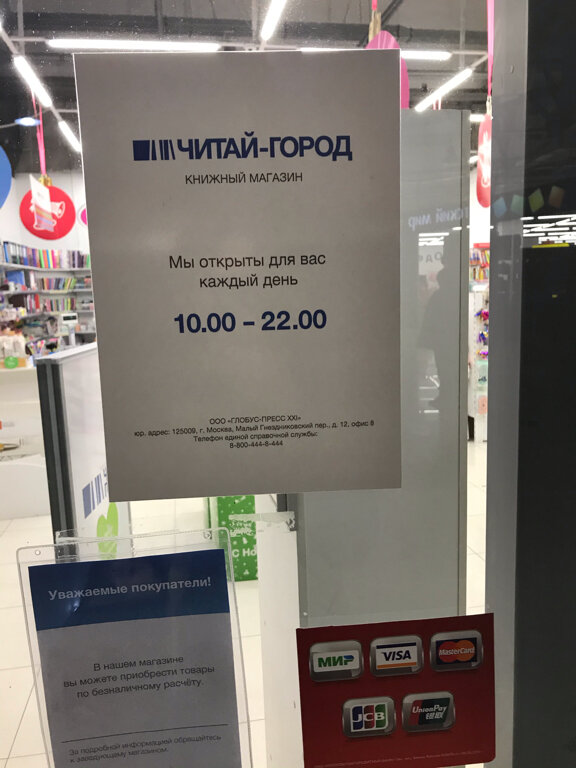 ЧИТАЙ-ГОРОД
КНИЖНЫЙ МАГАЗИН
Мы открыты для вас
каждый день
10.00 – 22.00
ООО «ГЛОБУС-ПРЕСС XXI»
юр. адрес: 125009, г. Москва, Малый Гнездниковский пер., д. 12, офис 8
Телефон единой справочной службы:
8-800-444-8-444
Уважаемые покупатели!
В нашем магазине
вы можете приобрести товары
по безналичному расчёту.
За подробной информацией обращайтесь
к заведующему магазином.
С Но
МИР
VISA
MasterCard
JCB
UnionPay
银联